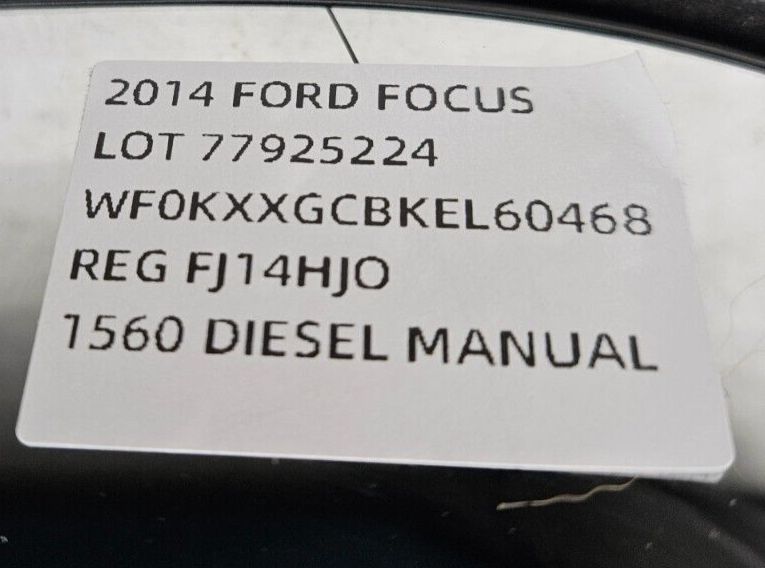 2014 FORD FOCUS
LOT 77925224
WF0KXXGCBKEL60468
REG FJ14HJO
1560 DIESEL MANUAL